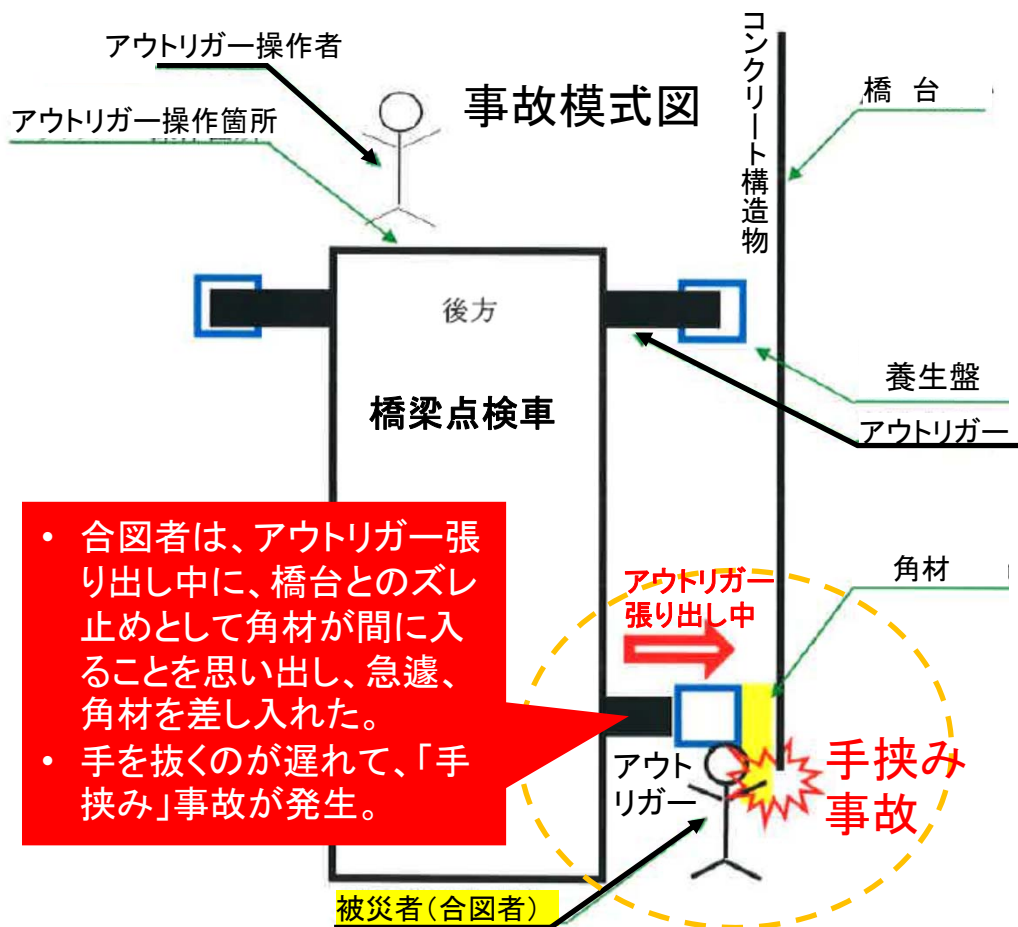 アウトリガー操作者
事故模式図
アウトリガー操作箇所
コンクリート構造物
橋 台
後方
橋梁点検車
養生盤
アウトリガー
・ 合図者は、アウトリガー張
り出し中に、橋台とのズレ
止めとして角材が間に入
ることを思い出し、急遽、
角材を差し入れた。
・ 手を抜くのが遅れて、「手
挟み」事故が発生。
アウトリガー
張り出し中
角材
アウト
リガー
手挟み
事故
被災者(合図者)